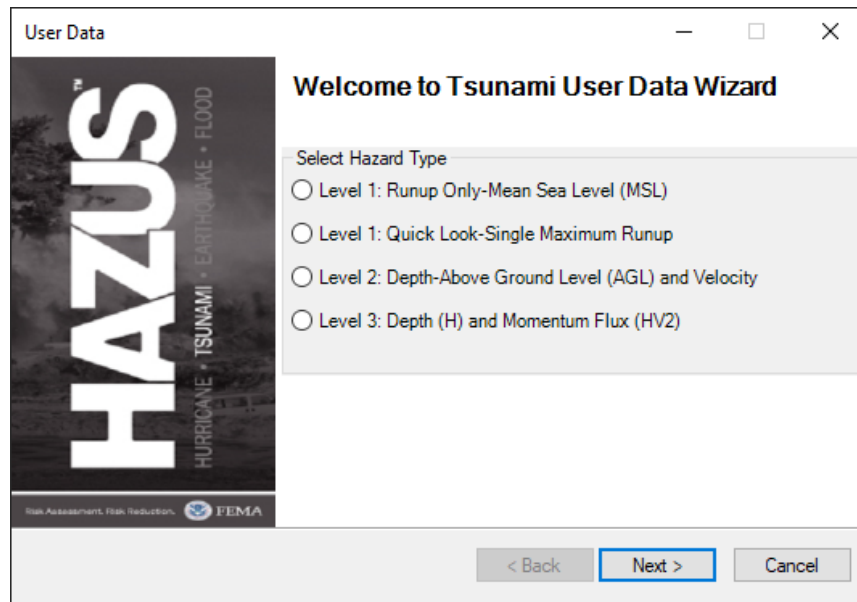 User Data
HAZUS™
HURRICANE • TSUNAMI • EARTHQUAKE • FLOOD
Risk Assessment. Risk Reduction. FEMA
Welcome to Tsunami User Data Wizard
Select Hazard Type
Level 1: Runup Only-Mean Sea Level (MSL)
Level 1: Quick Look-Single Maximum Runup
Level 2: Depth-Above Ground Level (AGL) and Velocity
Level 3: Depth (H) and Momentum Flux (HV2)
< Back Next > Cancel